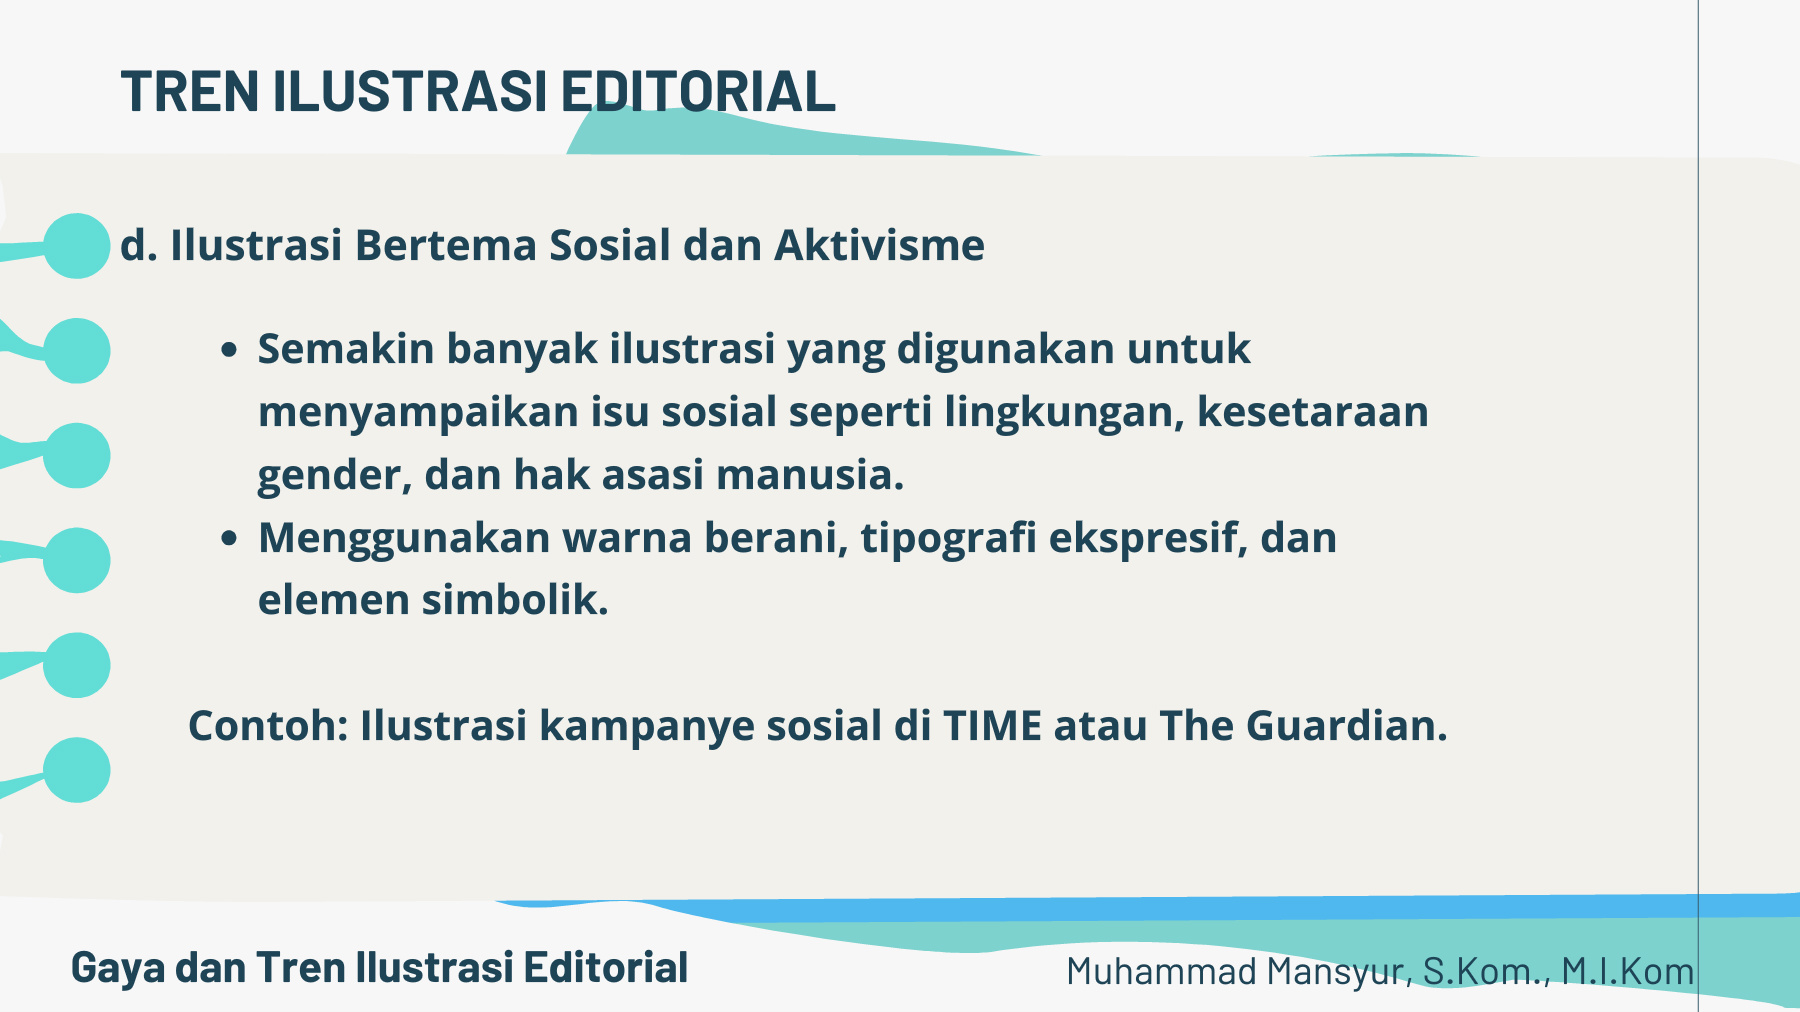 TREN ILUSTRASI EDITORIAL
d. Ilustrasi Bertema Sosial dan Aktivisme
• Semakin banyak ilustrasi yang digunakan untuk
menyampaikan isu sosial seperti lingkungan, kesetaraan
gender, dan hak asasi manusia.
• Menggunakan warna berani, tipografi ekspresif, dan
elemen simbolik.
Contoh: Ilustrasi kampanye sosial di TIME atau The Guardian.
Gaya dan Tren Ilustrasi Editorial
Muhammad Mansyur, S.Kom., M.I.Kom